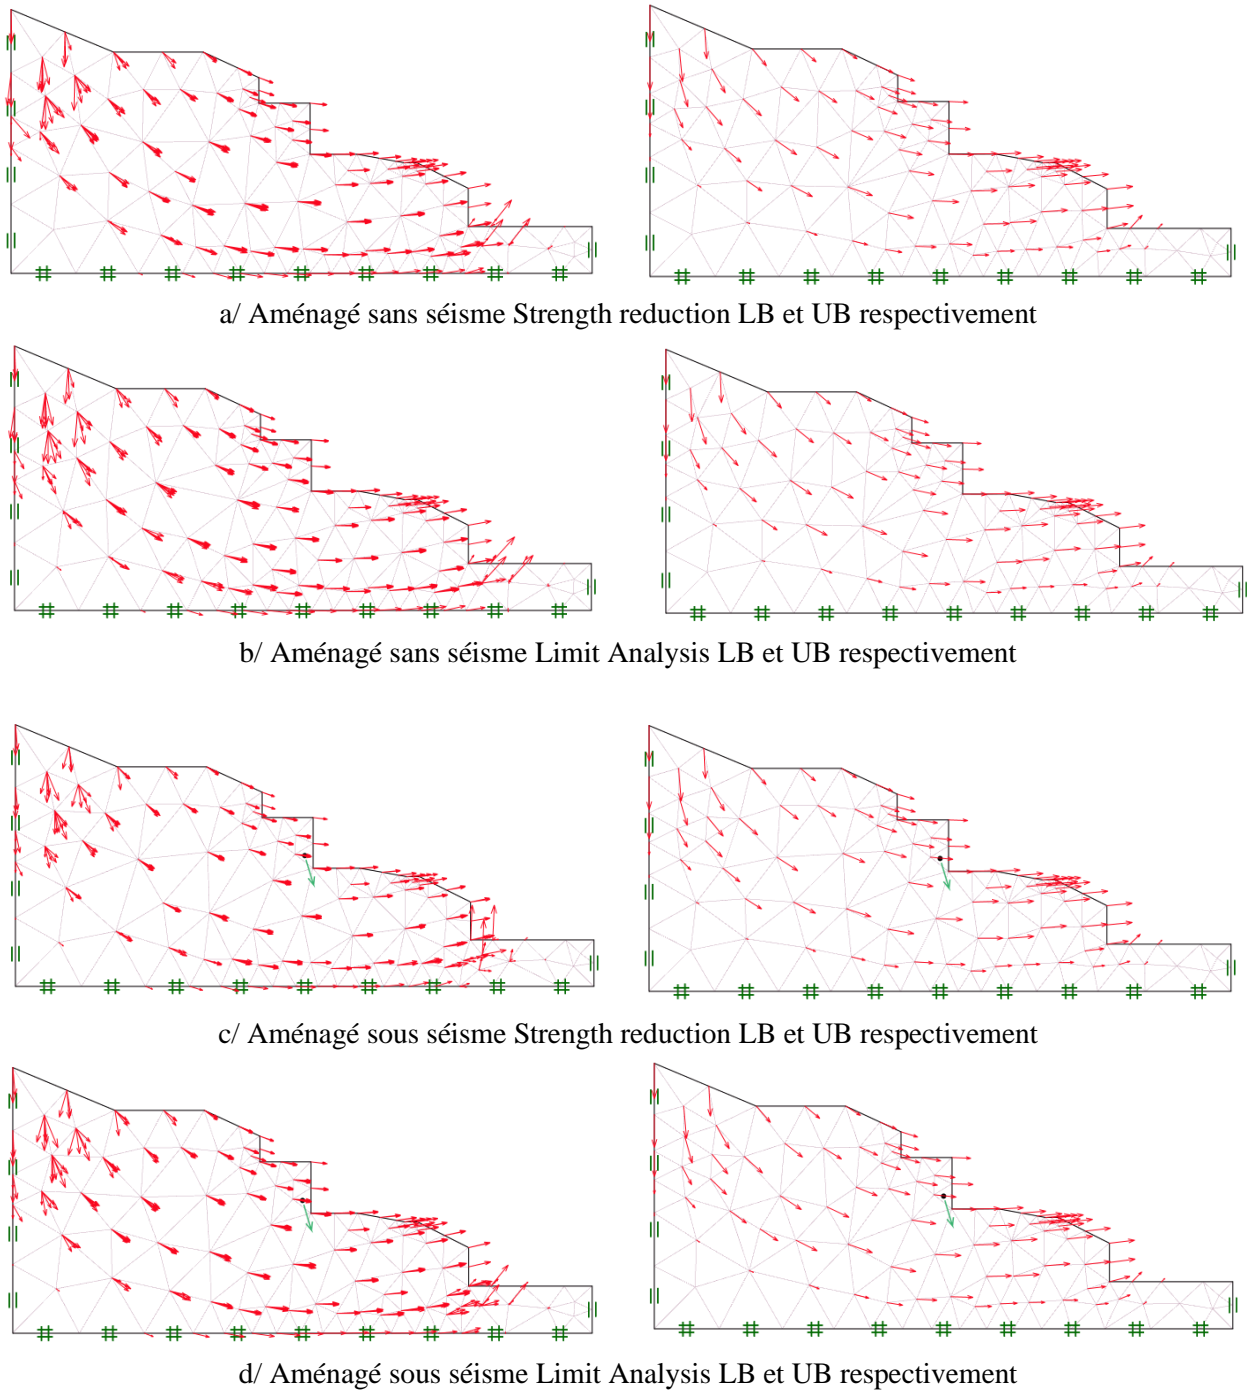 a/ Aménagé sans séisme Strength reduction LB et UB respectivement
b/ Aménagé sans séisme Limit Analysis LB et UB respectivement
c/ Aménagé sous séisme Strength reduction LB et UB respectivement
d/ Aménagé sous séisme Limit Analysis LB et UB respectivement